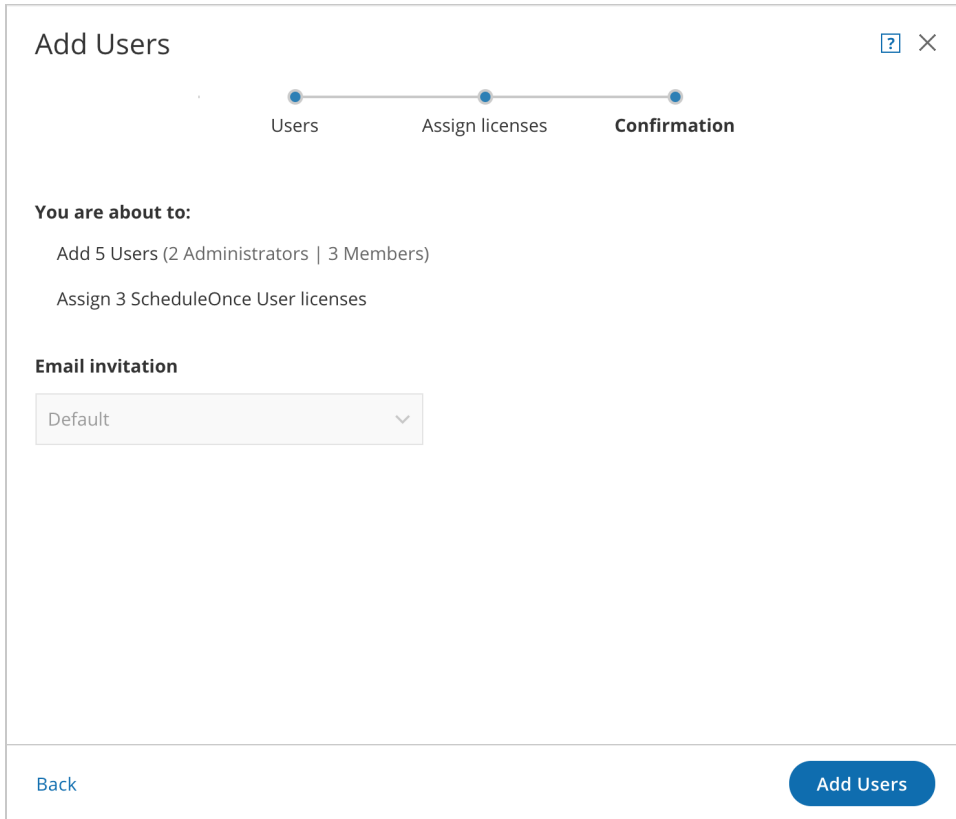 Add Users
?
Users
Assign licenses
Confirmation
You are about to:
Add 5 Users (2 Administrators | 3 Members)
Assign 3 ScheduleOnce User licenses
Email invitation
Default
Back
Add Users